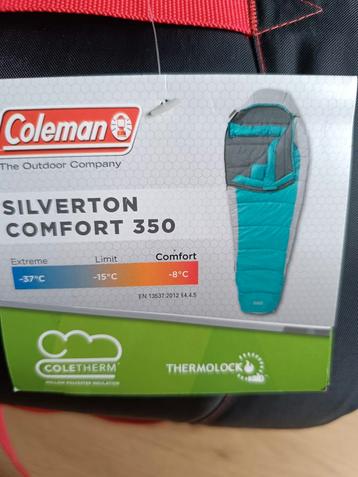 Coleman
The Outdoor Company
SILVERTON
COMFORT 350
Extreme Limit Comfort
-37°C -15°C -8°C
EN 13537:2012 §4.4.5
COLETHERM
HOLLOW POLYESTER INSULATION
THERMOLOCK